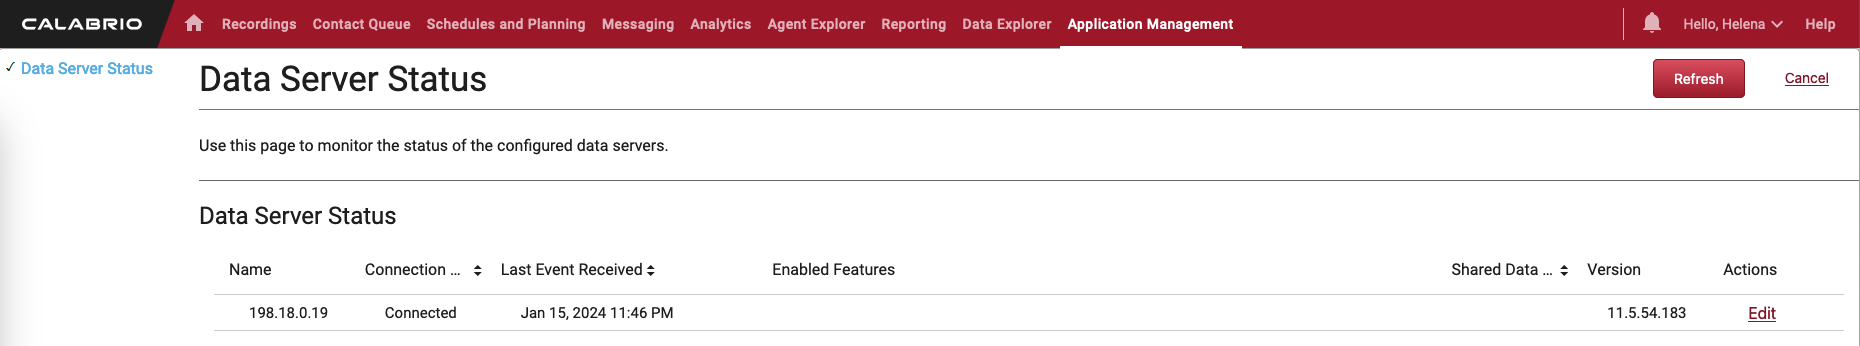 CALABRIO Recordings Contact Queue Schedules and Planning Messaging Analytics Agent Explorer Reporting Data Explorer Application Management Hello, Helena Help
✓ Data Server Status
Data Server Status Refresh Cancel
Use this page to monitor the status of the configured data servers.
Data Server Status
Name Connection ... Last Event Received Enabled Features Shared Data ... Version Actions
198.18.0.19 Connected Jan 15, 2024 11:46 PM 11.5.54.183 Edit